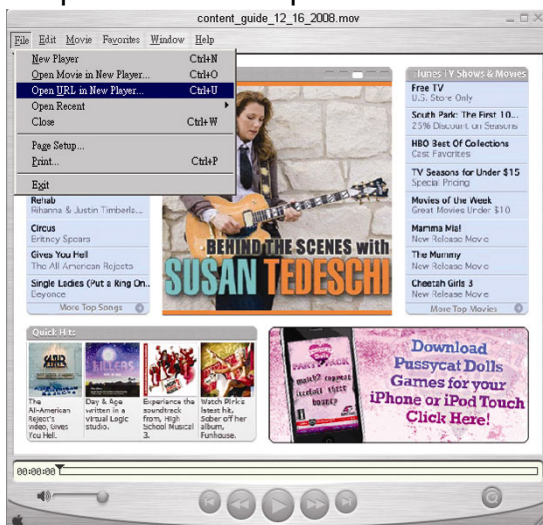 content_guide_12_16_2008.mov
File Edit Movie Favorites Window Help
New Player Ctrl+N
Open Movie in New Player... Ctrl+O
Open URL in New Player... Ctrl+U
Open Recent
Close Ctrl+W
Page Setup...
Print... Ctrl+P
Exit
Rehab
Rihanna & Justin Timberla...
Circus
Britney Spears
Gives You Hell
The All American Rejects
Single Ladies (Put a Ring On..
Beyonce
More Top Songs
BEHIND THE SCENES with
SUSAN TEDESCHI
iTunes TV Shows & Movies
Free TV
U.S. Store Only
South Park: The First 10...
25% Discount on Seasons
HBO Best Of Collections
Cast Favorites
TV Seasons for Under $15
Special Pricing
Movies of the Week
Great Movies Under $10
Mamma Mia!
New Release Movie
The Mummy
New Release Movie
Cheetah Girls 3
New Release Movie
More Top Movies
Quick Hits
The
All-American
Reject's
video, Gives
You Hell.
Day & Age
written in a
virtual Logic
studio.
Experience the
soundtrack
from, High
School Musical
3.
Watch P!nk's
latest hit,
Sober off her
album,
Funhouse.
Download
Pussycat Dolls
Games for your
iPhone or iPod Touch
Click Here!
00:00:00